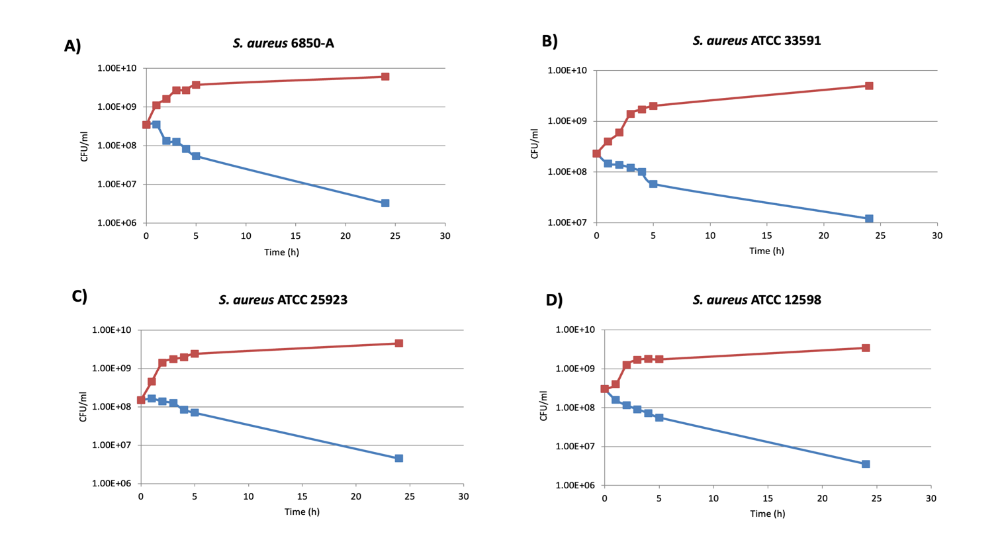 A)
S. aureus 6850-A
1.00E+10
1.00E+09
1.00E+08
1.00E+07
1.00E+06
CFU/ml
0 5 10 15 20 25 30
Time (h)
B)
S. aureus ATCC 33591
1.00E+10
1.00E+09
1.00E+08
1.00E+07
CFU/ml
0 5 10 15 20 25 30
Time (h)
C)
S. aureus ATCC 25923
1.00E+10
1.00E+09
1.00E+08
1.00E+07
1.00E+06
CFU/ml
0 5 10 15 20 25 30
Time (h)
D)
S. aureus ATCC 12598
1.00E+10
1.00E+09
1.00E+08
1.00E+07
1.00E+06
CFU/ml
0 5 10 15 20 25 30
Time (h)